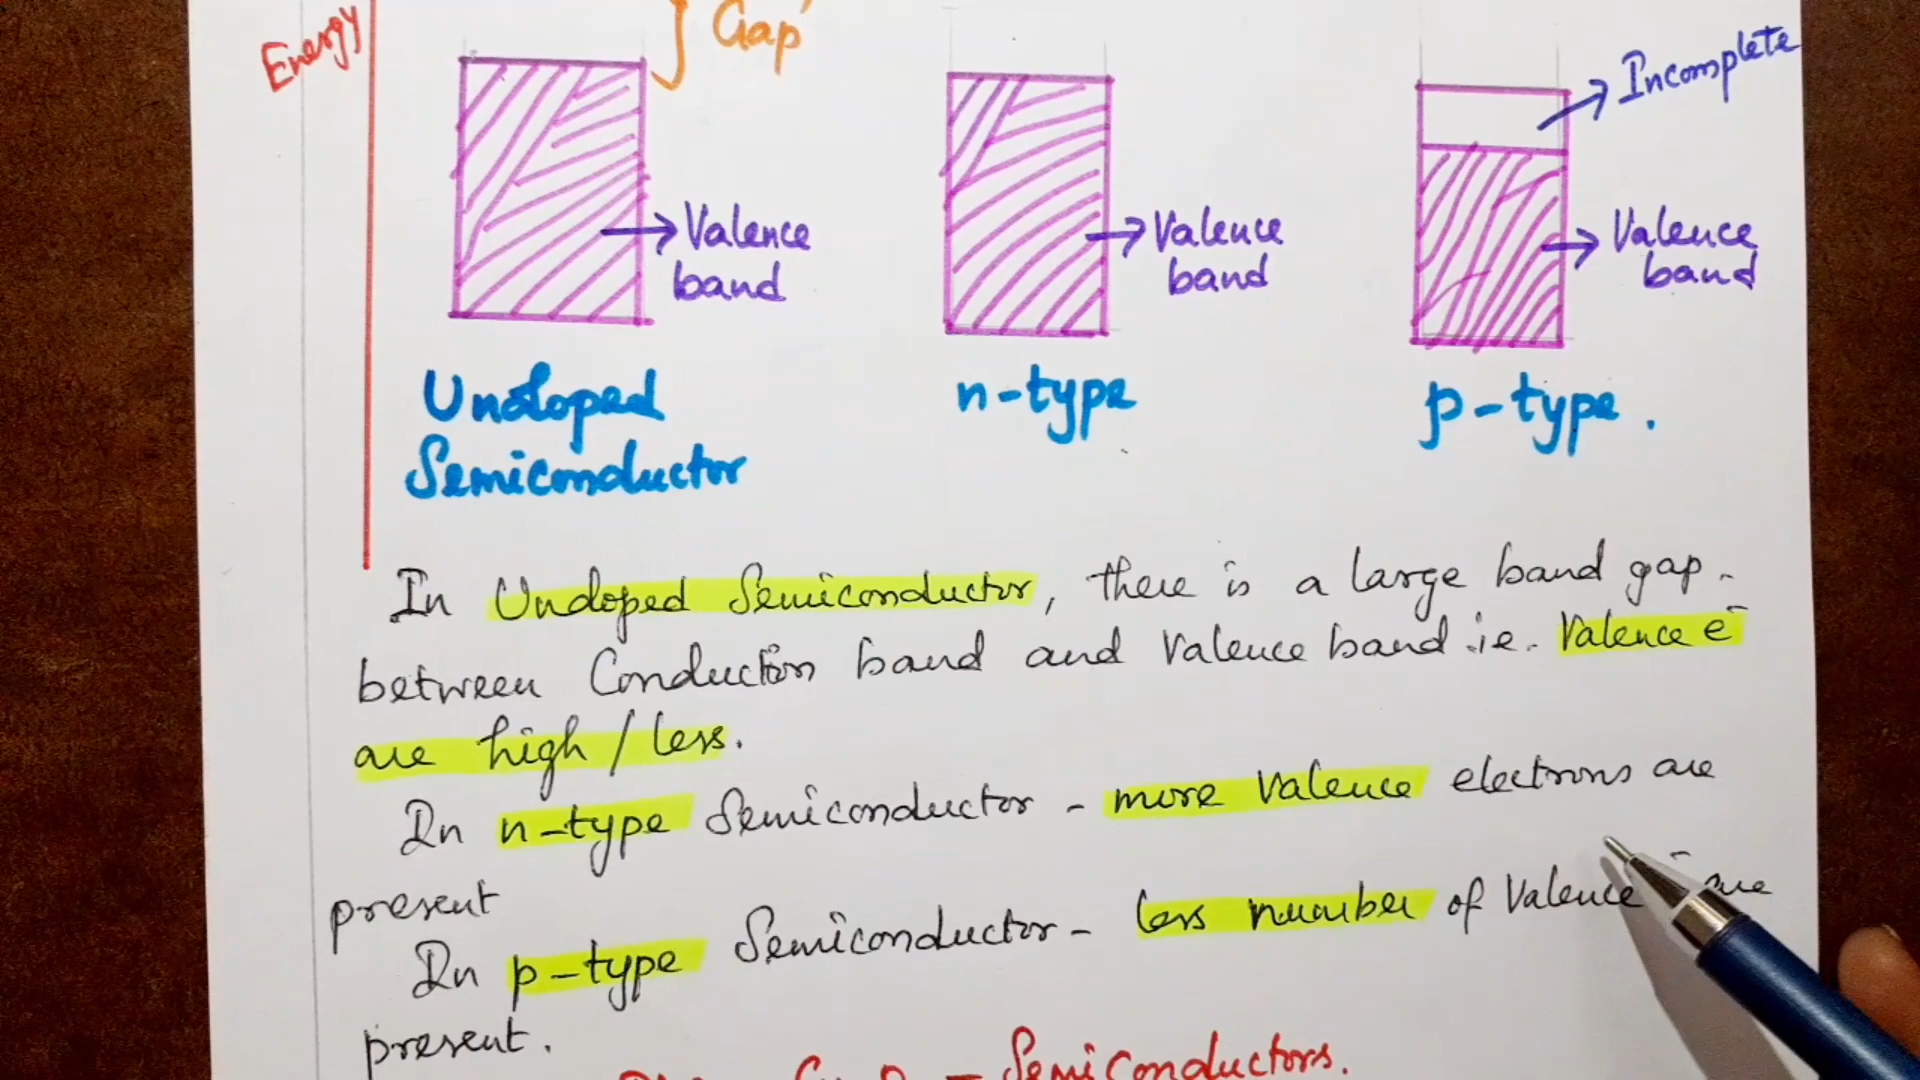 Energy
Gap
Incomplete
Valence
band
Valence
band
Valence
band
Undoped
Semiconductor
n-type
p-type.
In Undoped Semiconductor, there is a large band gap.
between Conduction band and Valence band .ie. Valence e⁻
are high / less.
In n-type Semiconductor - more Valence electrons are
present
In p-type Semiconductor - less number of Valence are
present.
- Semiconductors.